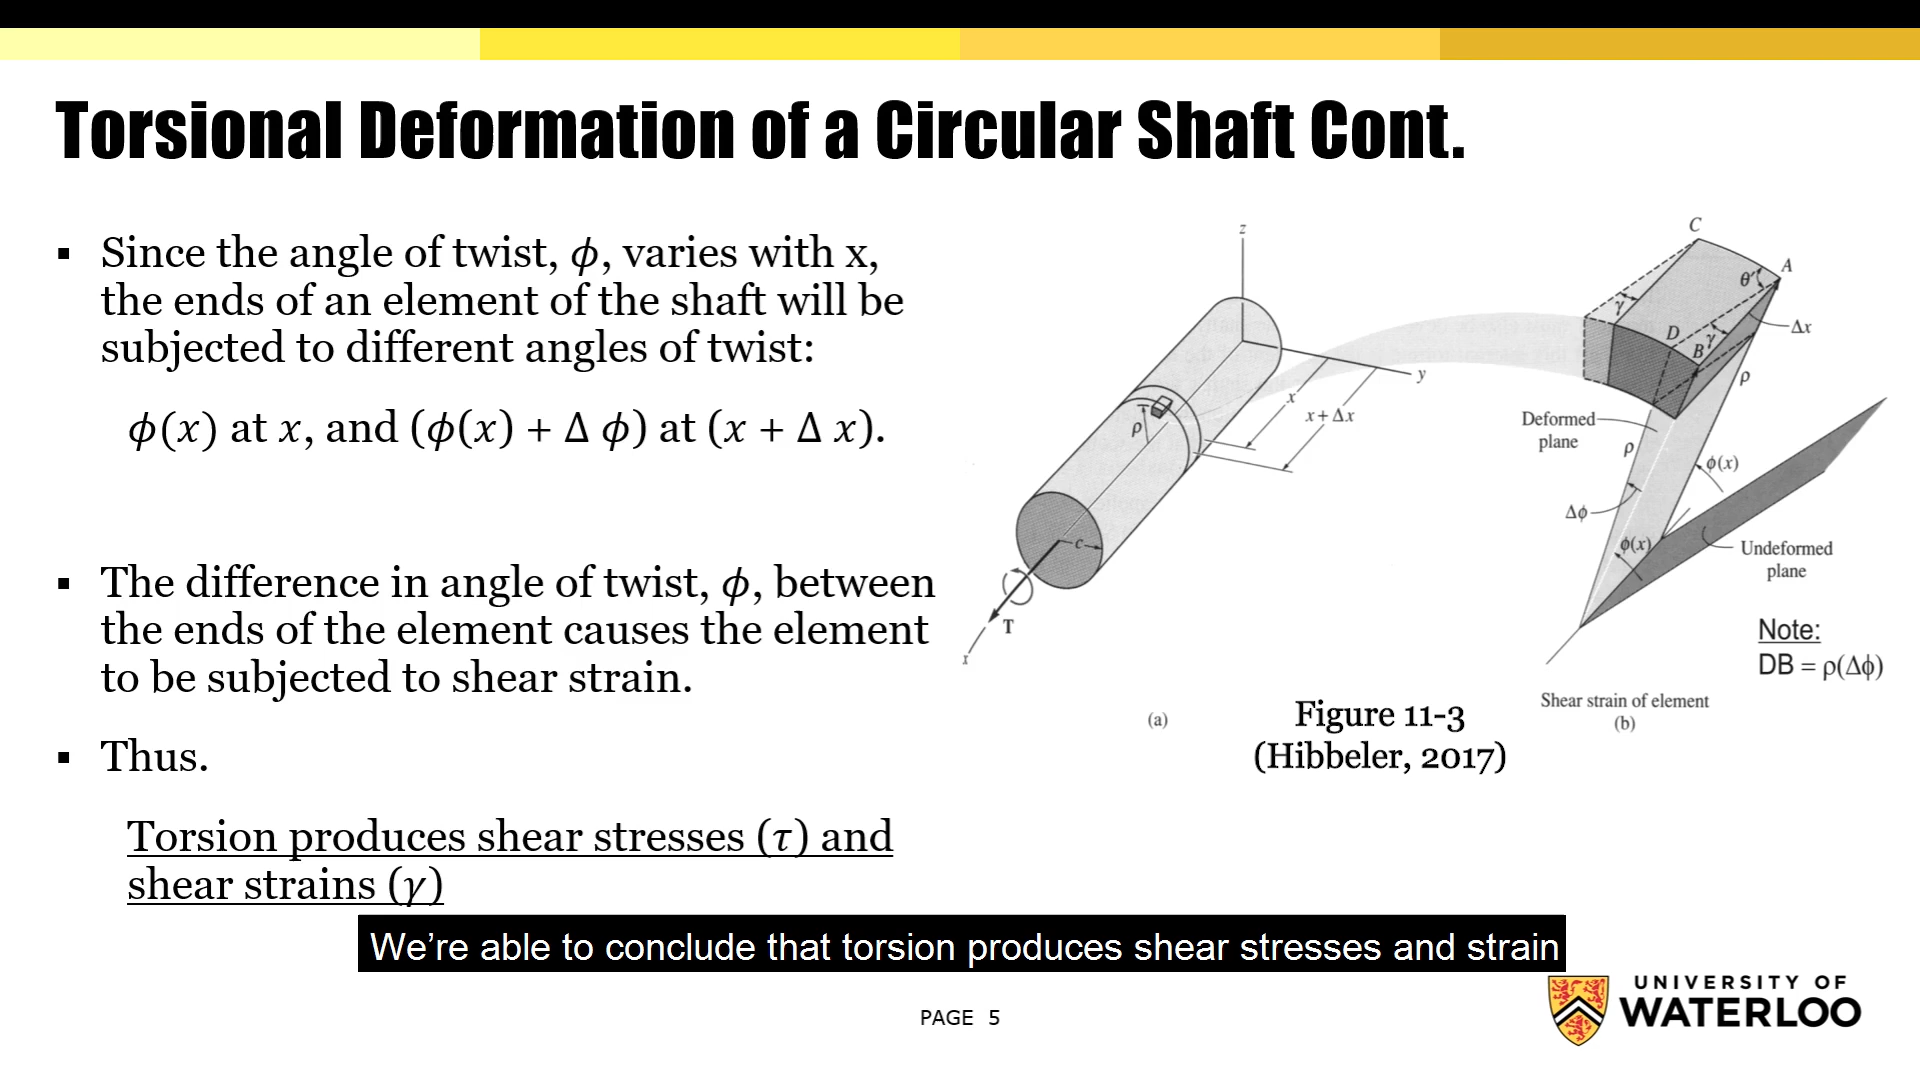 Torsional Deformation of a Circular Shaft Cont.
▪ Since the angle of twist, ϕ, varies with x,
the ends of an element of the shaft will be
subjected to different angles of twist:
ϕ(x) at x, and (ϕ(x) + Δ ϕ) at (x + Δ x).
▪ The difference in angle of twist, ϕ, between
the ends of the element causes the element
to be subjected to shear strain.
▪ Thus.
Torsion produces shear stresses (τ) and
shear strains (γ)
z
y
x
x + Δx
ρ
c
T
x
(a)
C
A
θ′
γ
D
γ
B
Δx
ρ
Deformed
plane
ρ
ϕ(x)
Δϕ
ϕ(x)
Undeformed
plane
Note:
DB = ρ(Δϕ)
Shear strain of element
(b)
Figure 11-3
(Hibbeler, 2017)
We’re able to conclude that torsion produces shear stresses and strain
PAGE 5
UNIVERSITY OF
WATERLOO